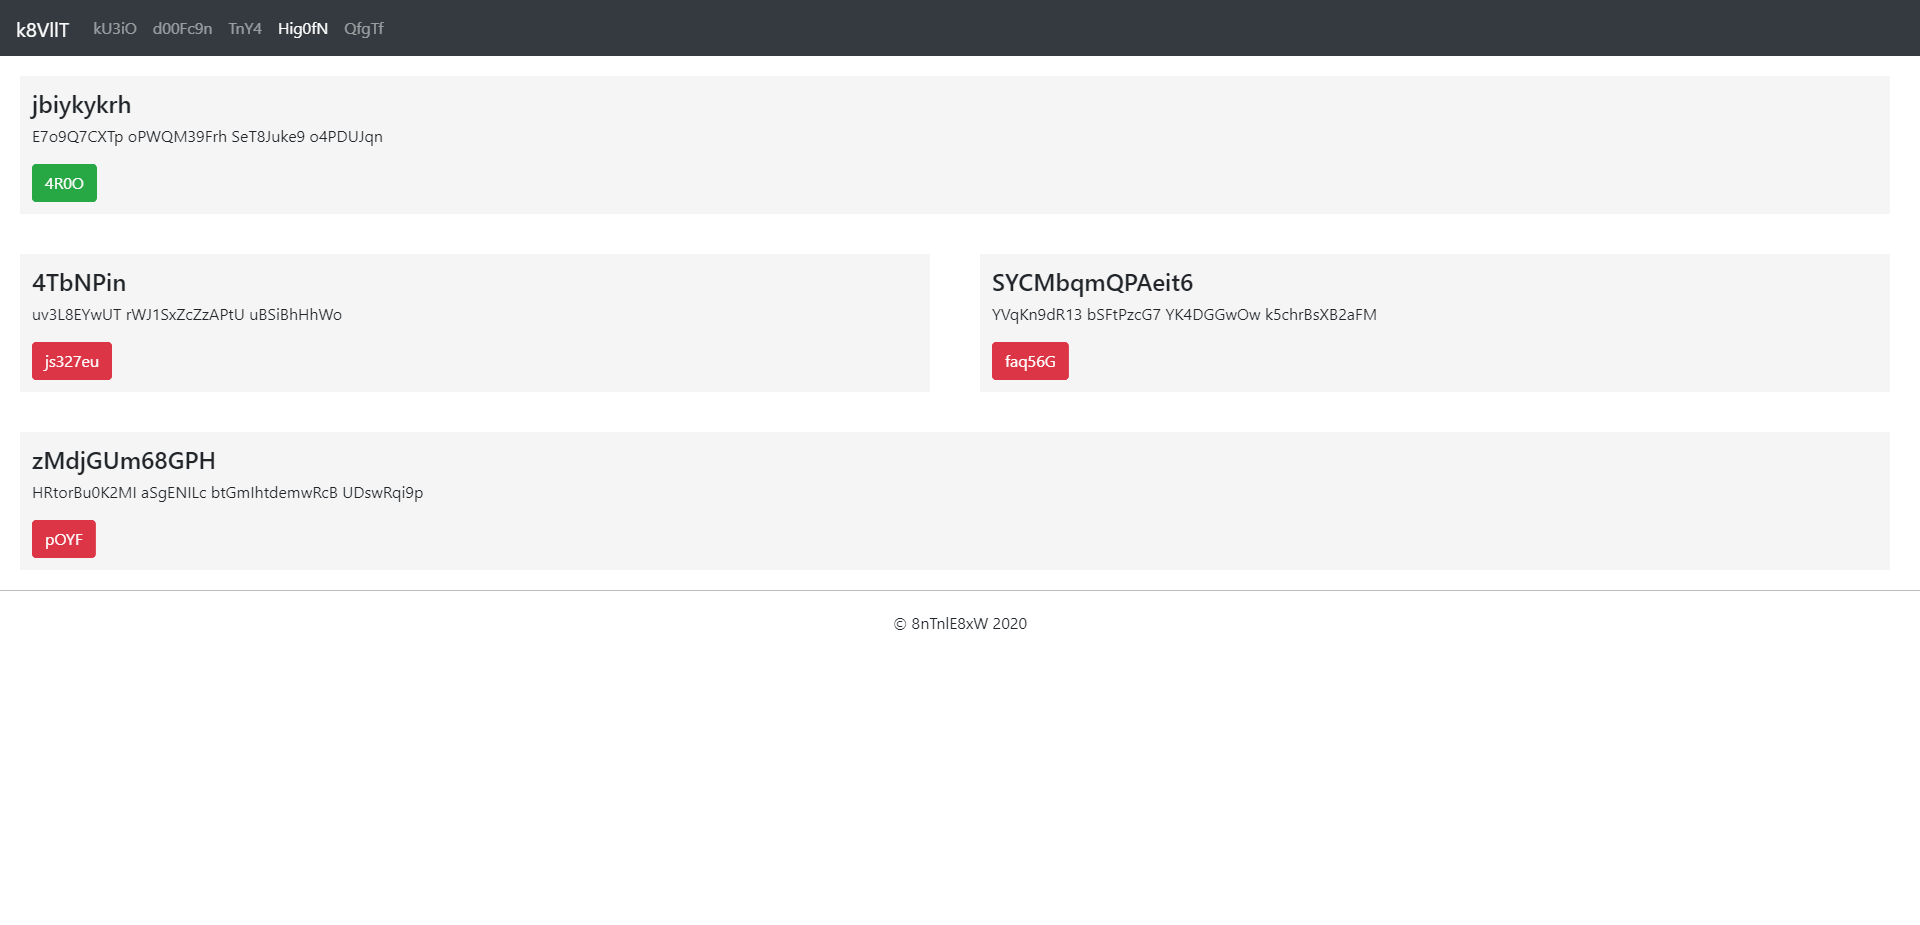 k8VllT kU3iO d00Fc9n TnY4 Hig0fN QfgTf
jbiykykrh
E7o9Q7CXTp oPWQM39Frh SeT8Juke9 o4PDUJqn
4R0O
4TbNPin
uv3L8EYwUT rWJ1SxZcZzAPtU uBSiBhHhWo
js327eu
SYCMbqmQPAeit6
YVqKn9dR13 bSFtPzcG7 YK4DGGwOw k5chrBsXB2aFM
faq56G
zMdjGUm68GPH
HRtorBu0K2MI aSgENILc btGmIhtdemwRcB UDswRqi9p
pOYF
© 8nTnlE8xW 2020